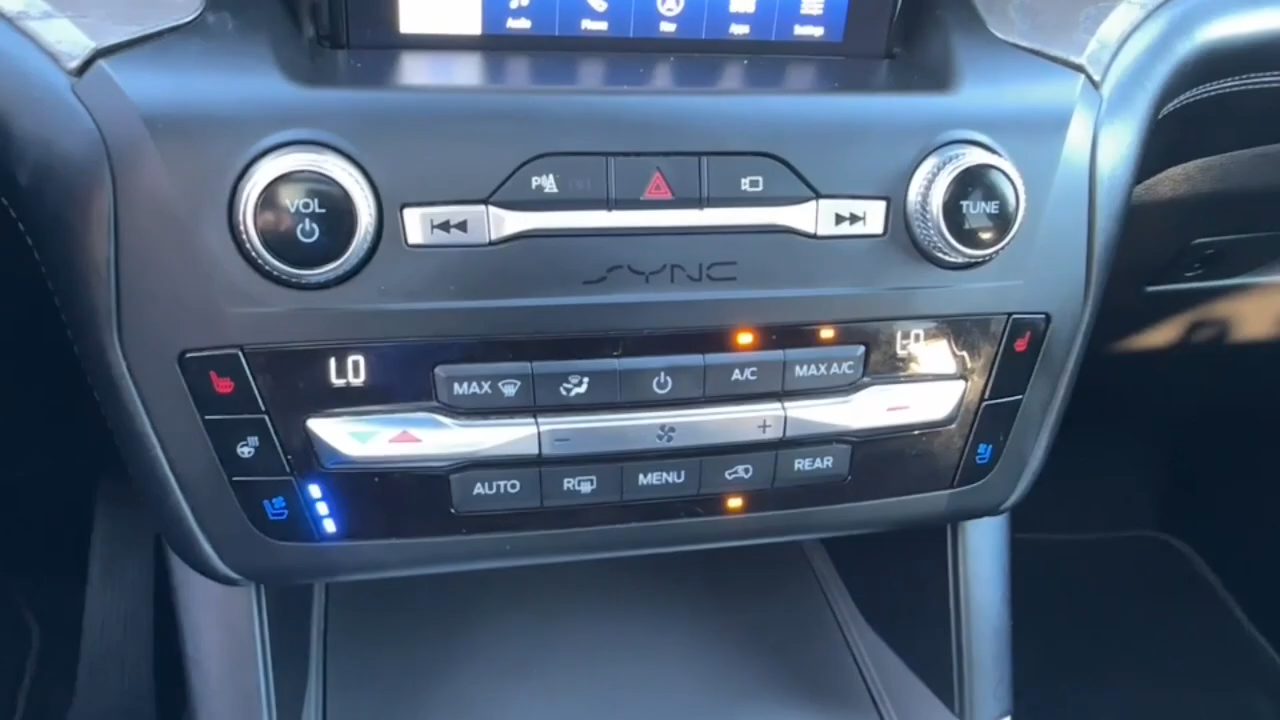 Audio
Phone
Nav
Apps
Settings
VOL
P
TUNE
SYNC
LO
LO
MAX
A/C
MAX A/C
- +
AUTO
R
MENU
REAR